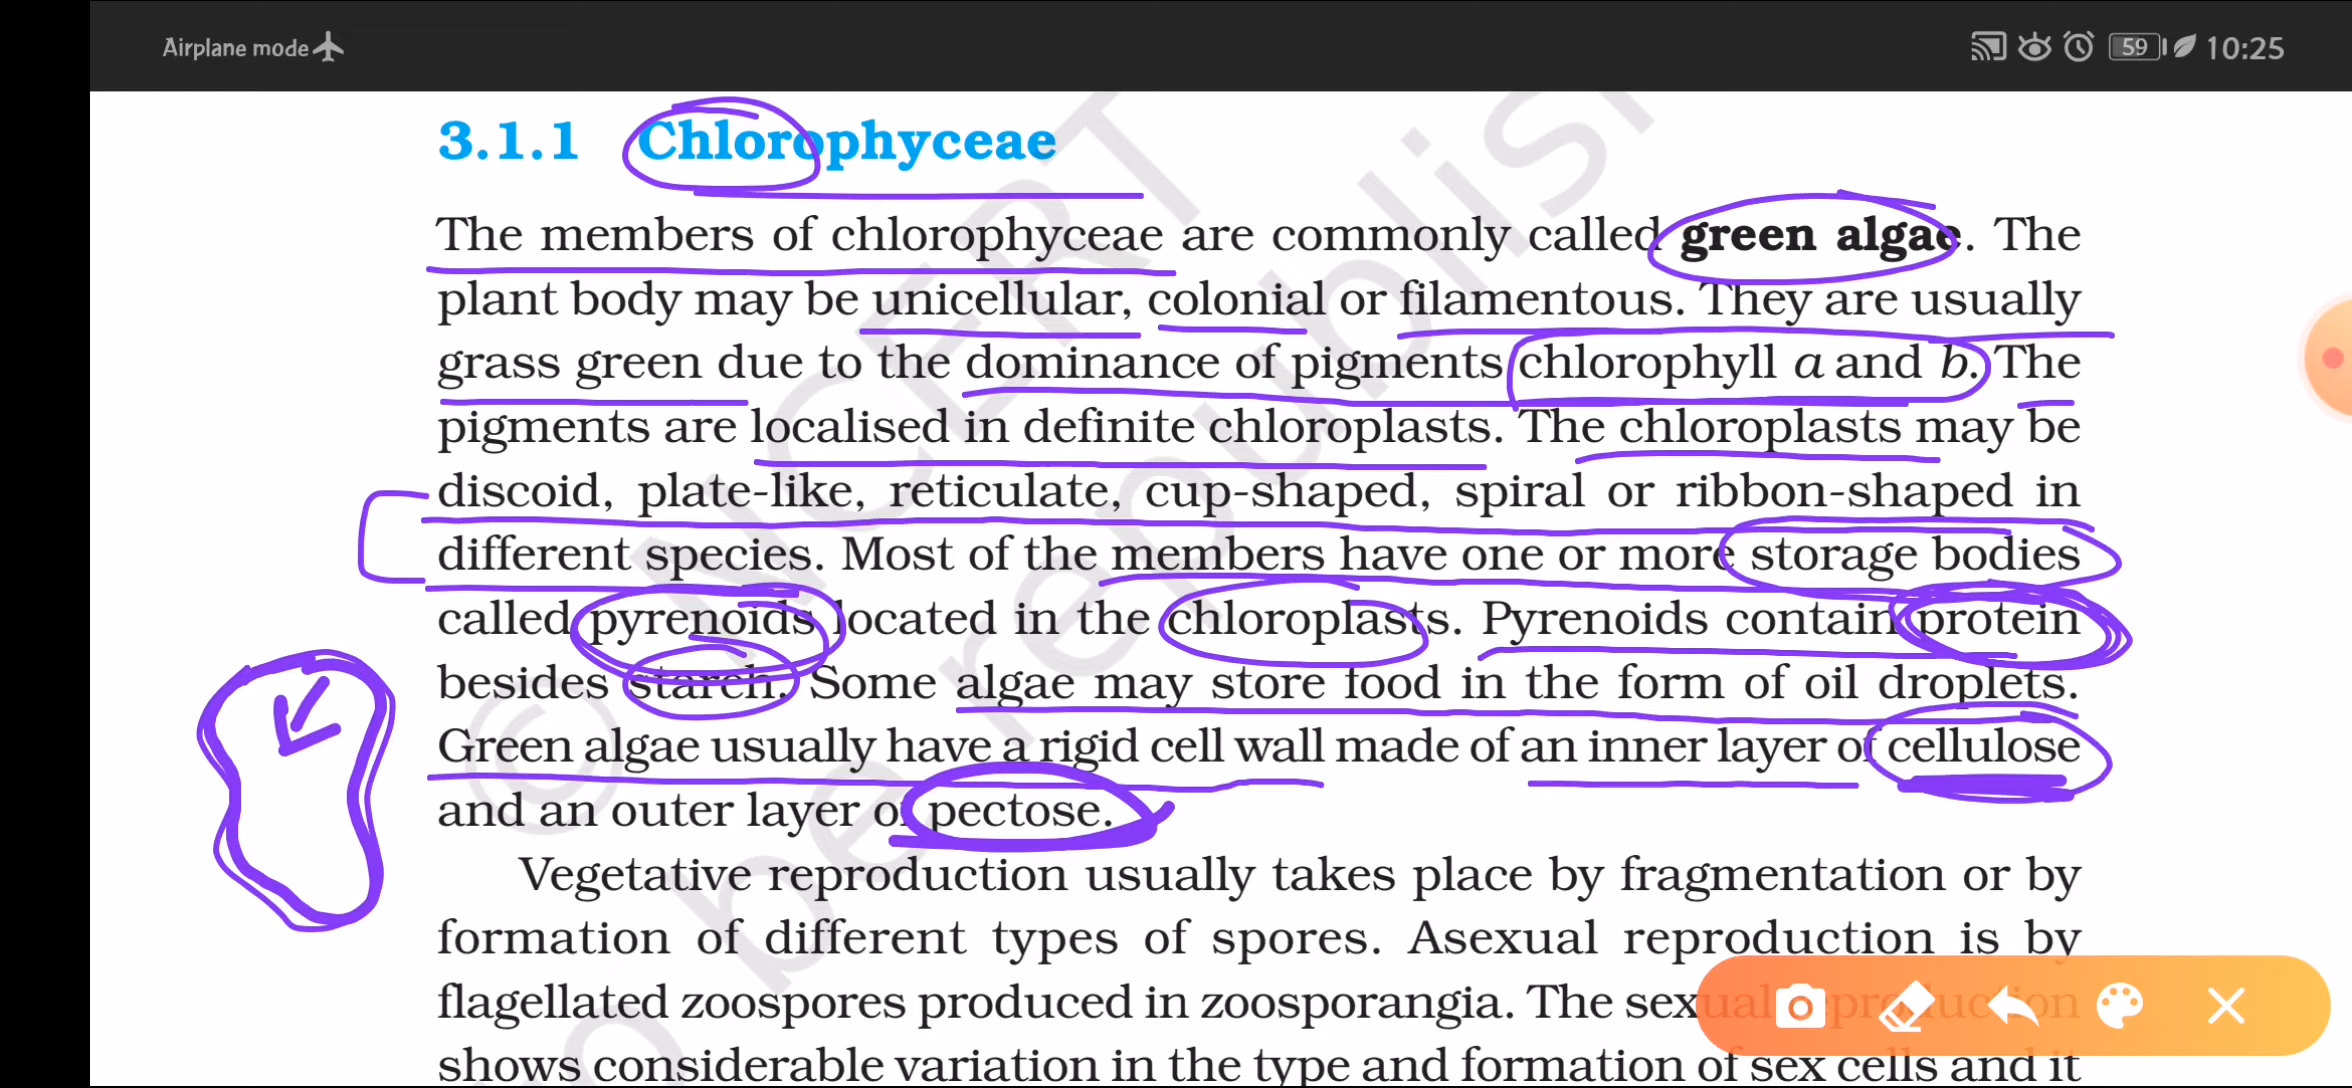 Airplane mode
59 10:25
3.1.1 Chlorophyceae
The members of chlorophyceae are commonly called green algae. The
plant body may be unicellular, colonial or filamentous. They are usually
grass green due to the dominance of pigments chlorophyll a and b. The
pigments are localised in definite chloroplasts. The chloroplasts may be
discoid, plate-like, reticulate, cup-shaped, spiral or ribbon-shaped in
different species. Most of the members have one or more storage bodies
called pyrenoids located in the chloroplasts. Pyrenoids contain protein
besides starch. Some algae may store food in the form of oil droplets.
Green algae usually have a rigid cell wall made of an inner layer of cellulose
and an outer layer of pectose.
Vegetative reproduction usually takes place by fragmentation or by
formation of different types of spores. Asexual reproduction is by
flagellated zoospores produced in zoosporangia. The sexual reproduction
shows considerable variation in the type and formation of sex cells and it
© NCERT
be republis